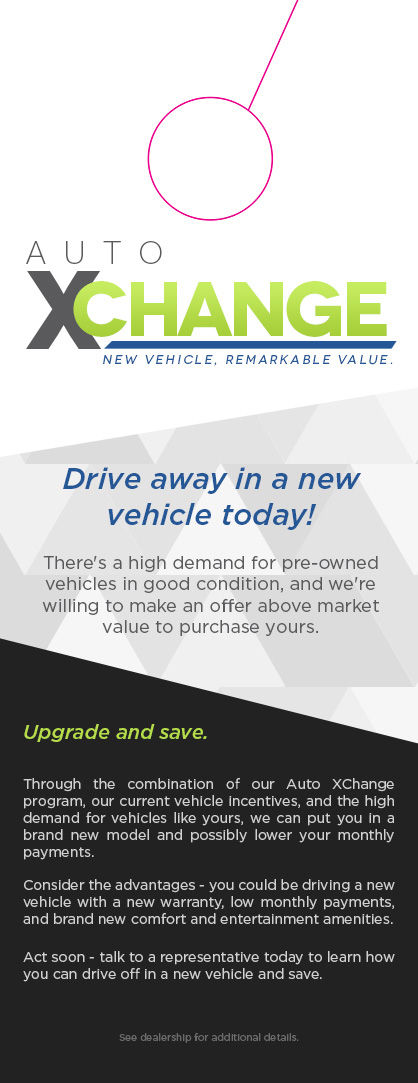 AUTO
XCHANGE
NEW VEHICLE, REMARKABLE VALUE.
Drive away in a new
vehicle today!
There's a high demand for pre-owned
vehicles in good condition, and we're
willing to make an offer above market
value to purchase yours.
Upgrade and save.
Through the combination of our Auto XChange
program, our current vehicle incentives, and the high
demand for vehicles like yours, we can put you in a
brand new model and possibly lower your monthly
payments.
Consider the advantages - you could be driving a new
vehicle with a new warranty, low monthly payments,
and brand new comfort and entertainment amenities.
Act soon - talk to a representative today to learn how
you can drive off in a new vehicle and save.
See dealership for additional details.